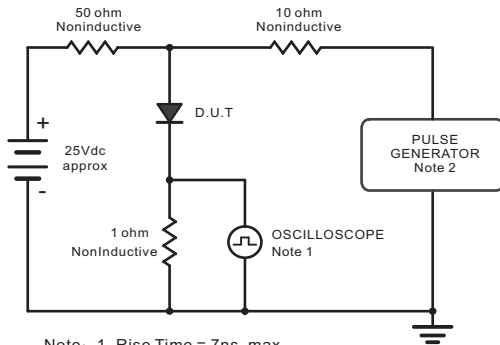 50 ohm
Noninductive
10 ohm
Noninductive
+
D.U.T
25Vdc
approx
-
PULSE
GENERATOR
Note 2
1 ohm
NonInductive
OSCILLOSCOPE
Note 1